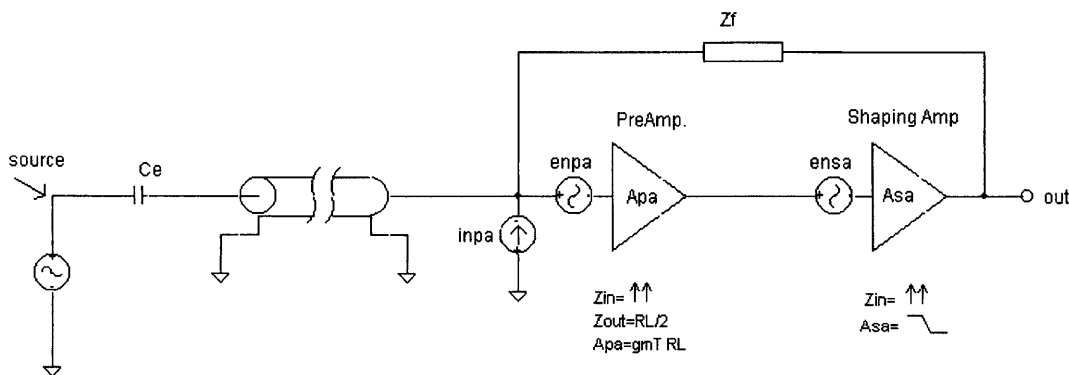 Zf
PreAmp.
Shaping Amp
source
Ce
enpa
ensa
Apa
Asa
out
inpa
Zin= ↑↑
Zout=RL/2
Apa=gmT RL
Zin= ↑↑
Asa=